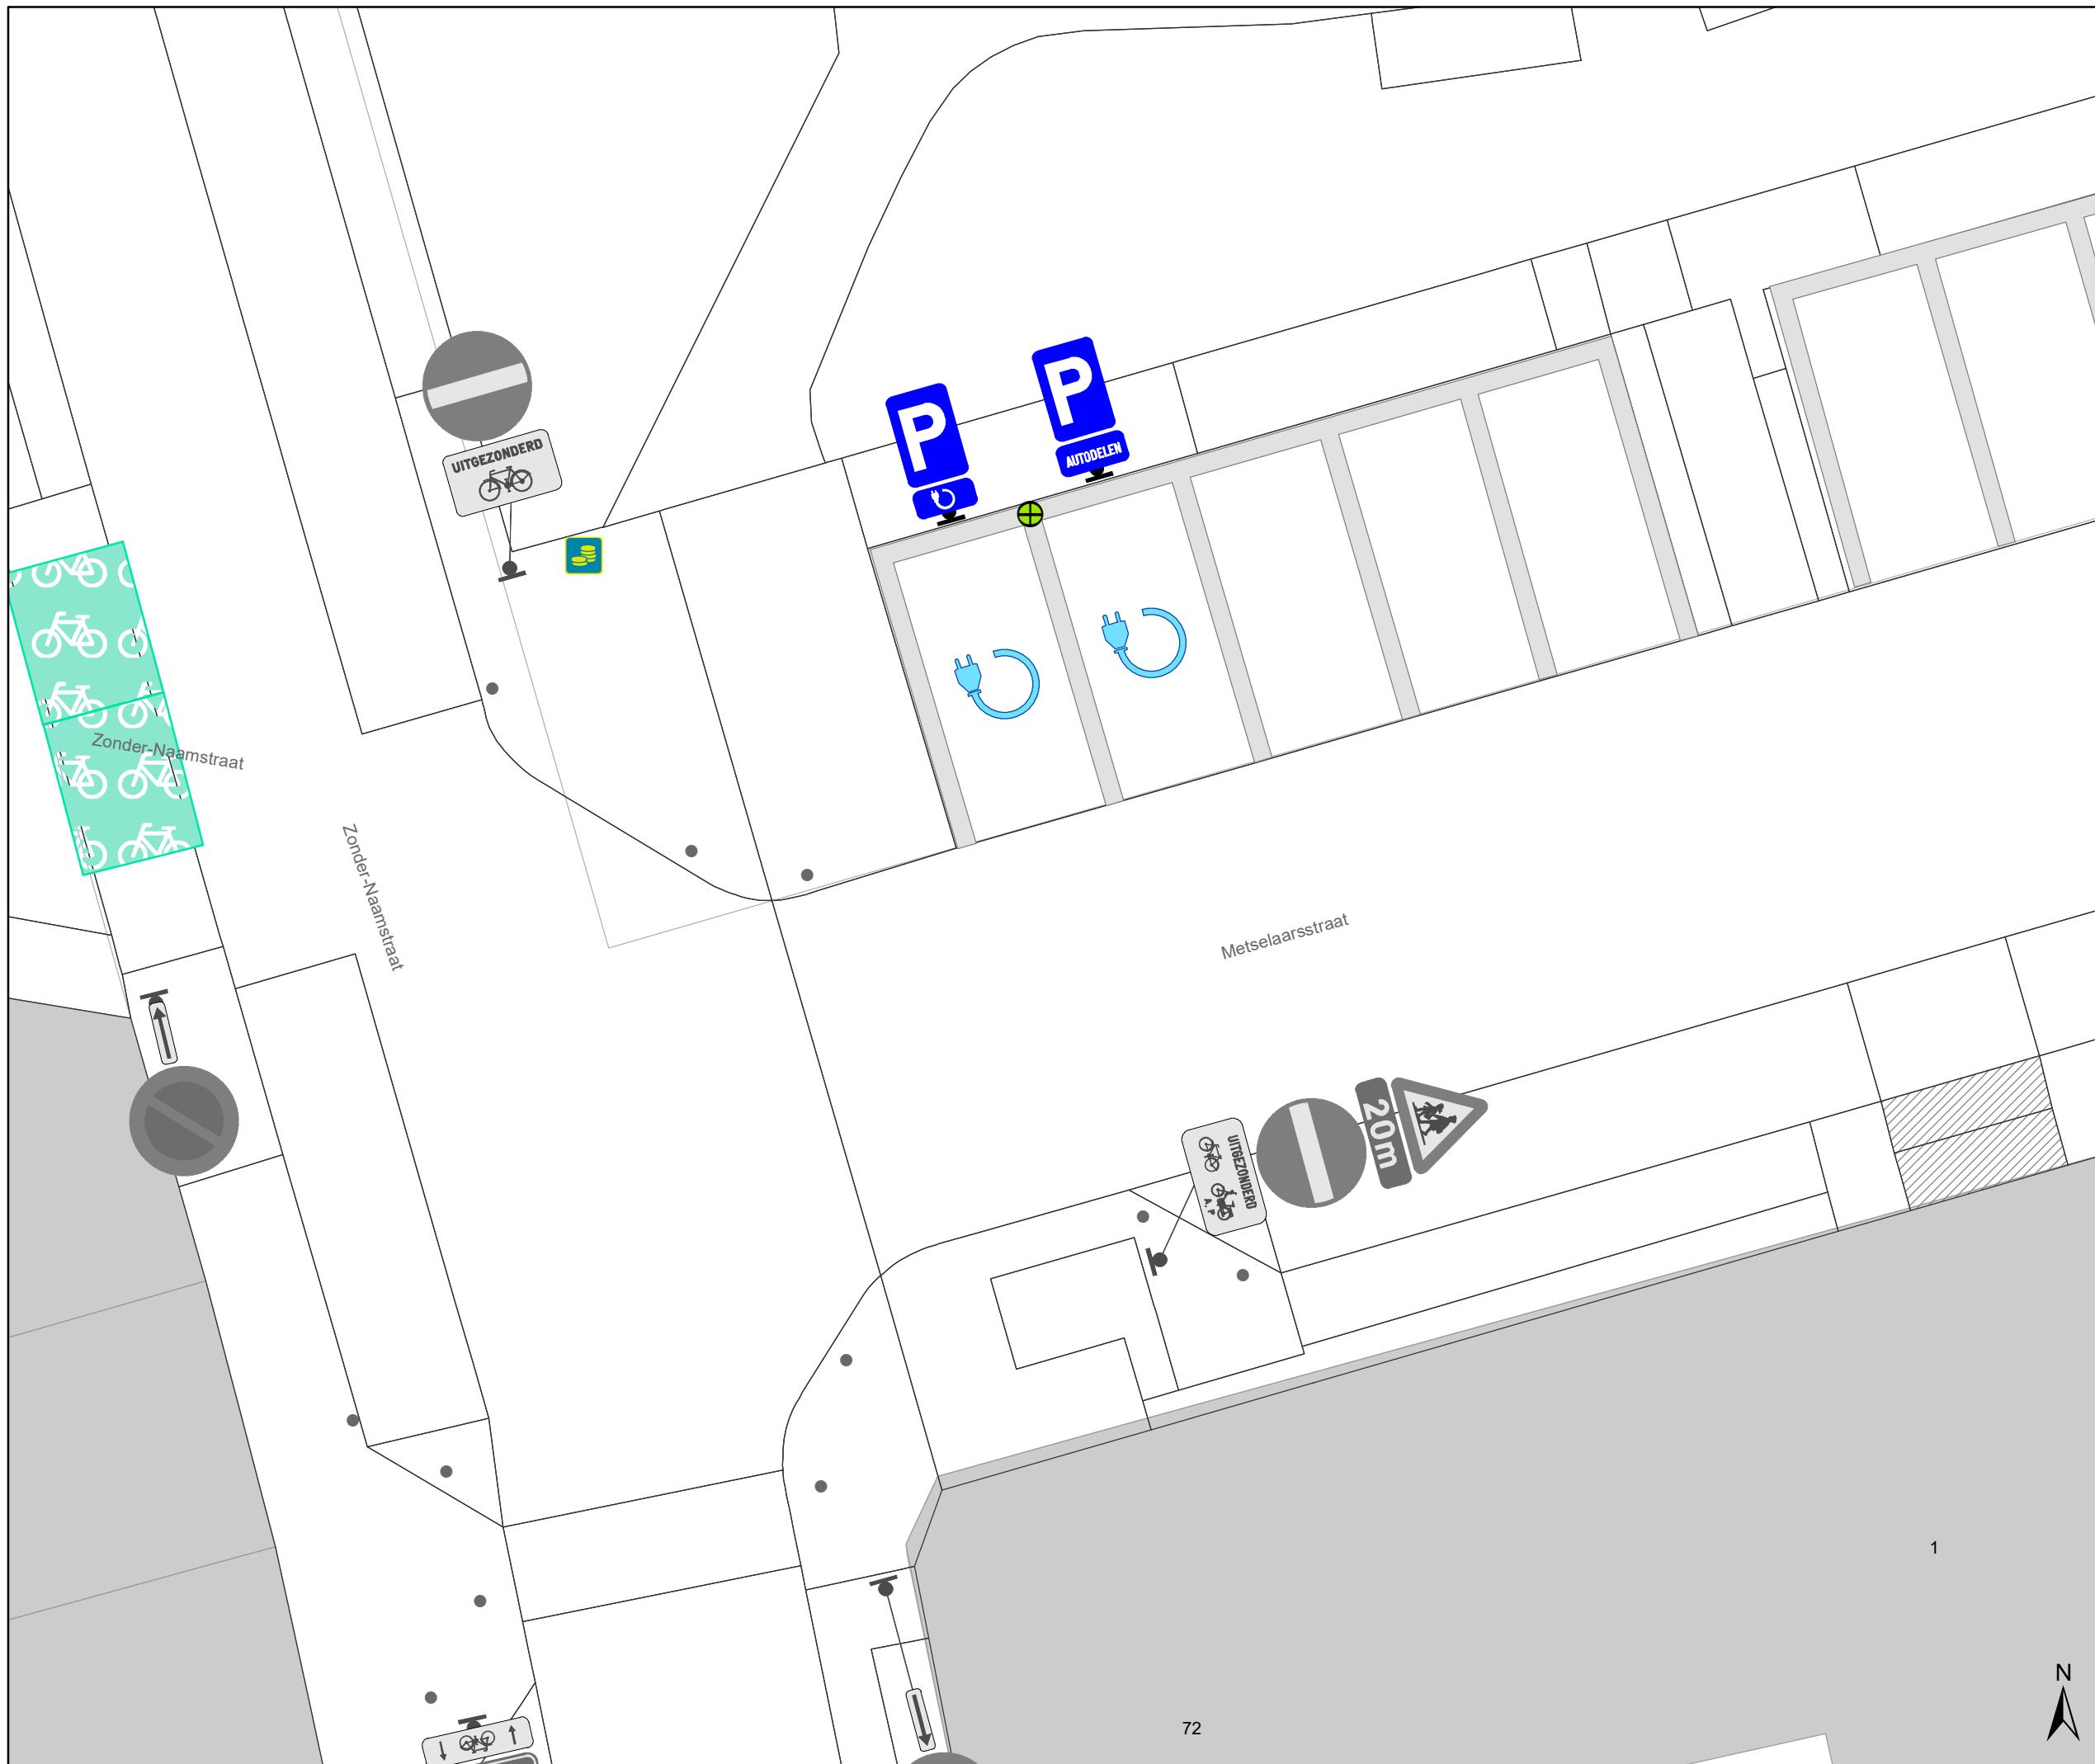 P
UITGEZONDERD
P
AUTODELEN
Zonder-Naamstraat
Zonder-Naamstraat
Metselaarsstraat
20m
UITGEZONDERD
A, P
1
72
N